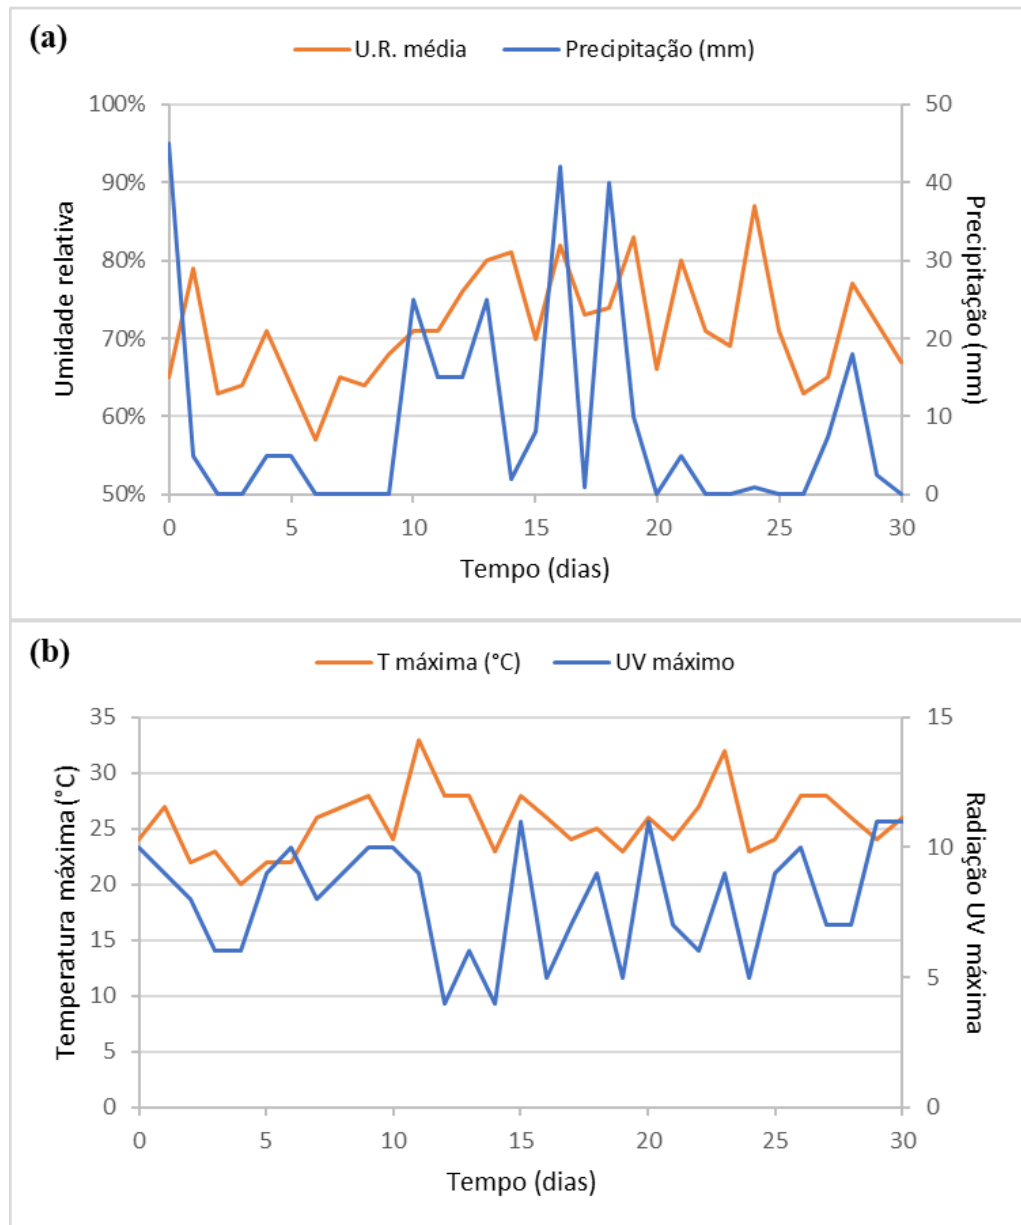 (a)
U.R. média Precipitação (mm)
100% 50
90% 40
80% 30
70% 20
60% 10
50% 0
Umidade relativa
Precipitação (mm)
0 5 10 15 20 25 30
Tempo (dias)
(b)
T máxima (°C) UV máximo
35 15
30
25 10
20
15
10 5
5
0 0
Temperatura máxima (°C)
Radiação UV
máxima
0 5 10 15 20 25 30
Tempo (dias)